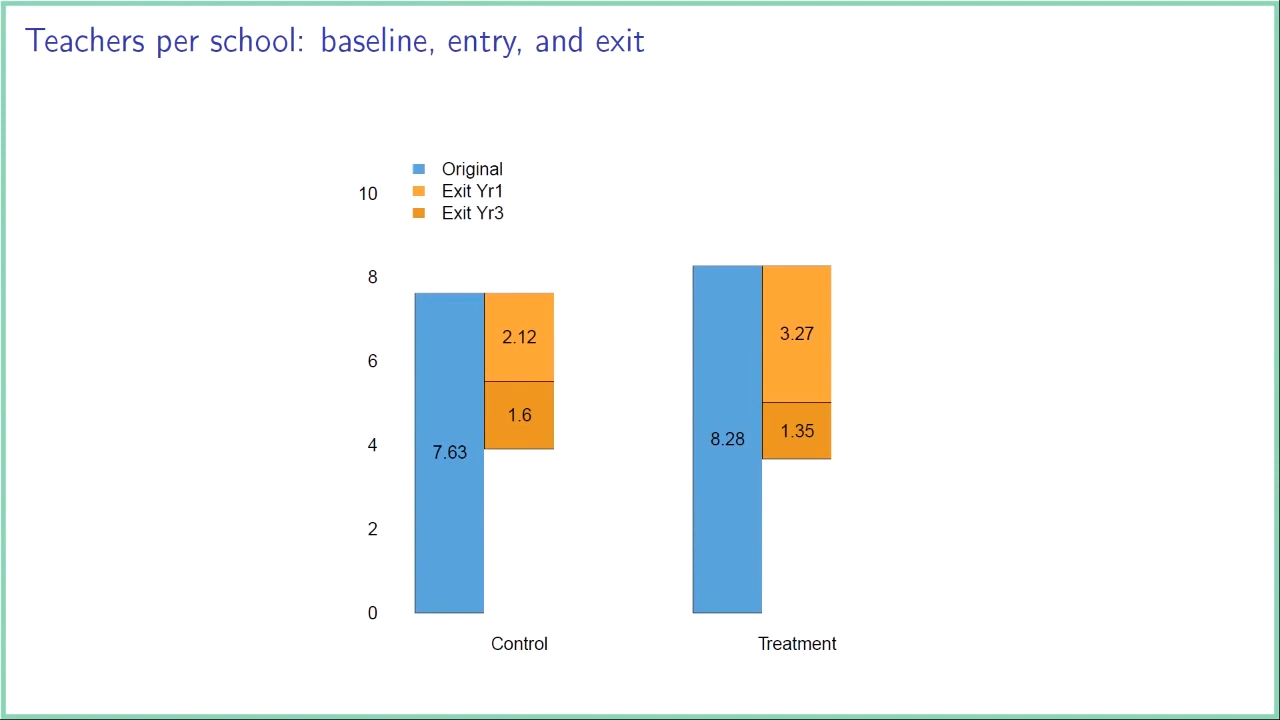 Teachers per school: baseline, entry, and exit
Original
10
Exit Yr1
Exit Yr3
8
2.12
3.27
6
1.6
1.35
4
7.63
8.28
2
0
Control
Treatment